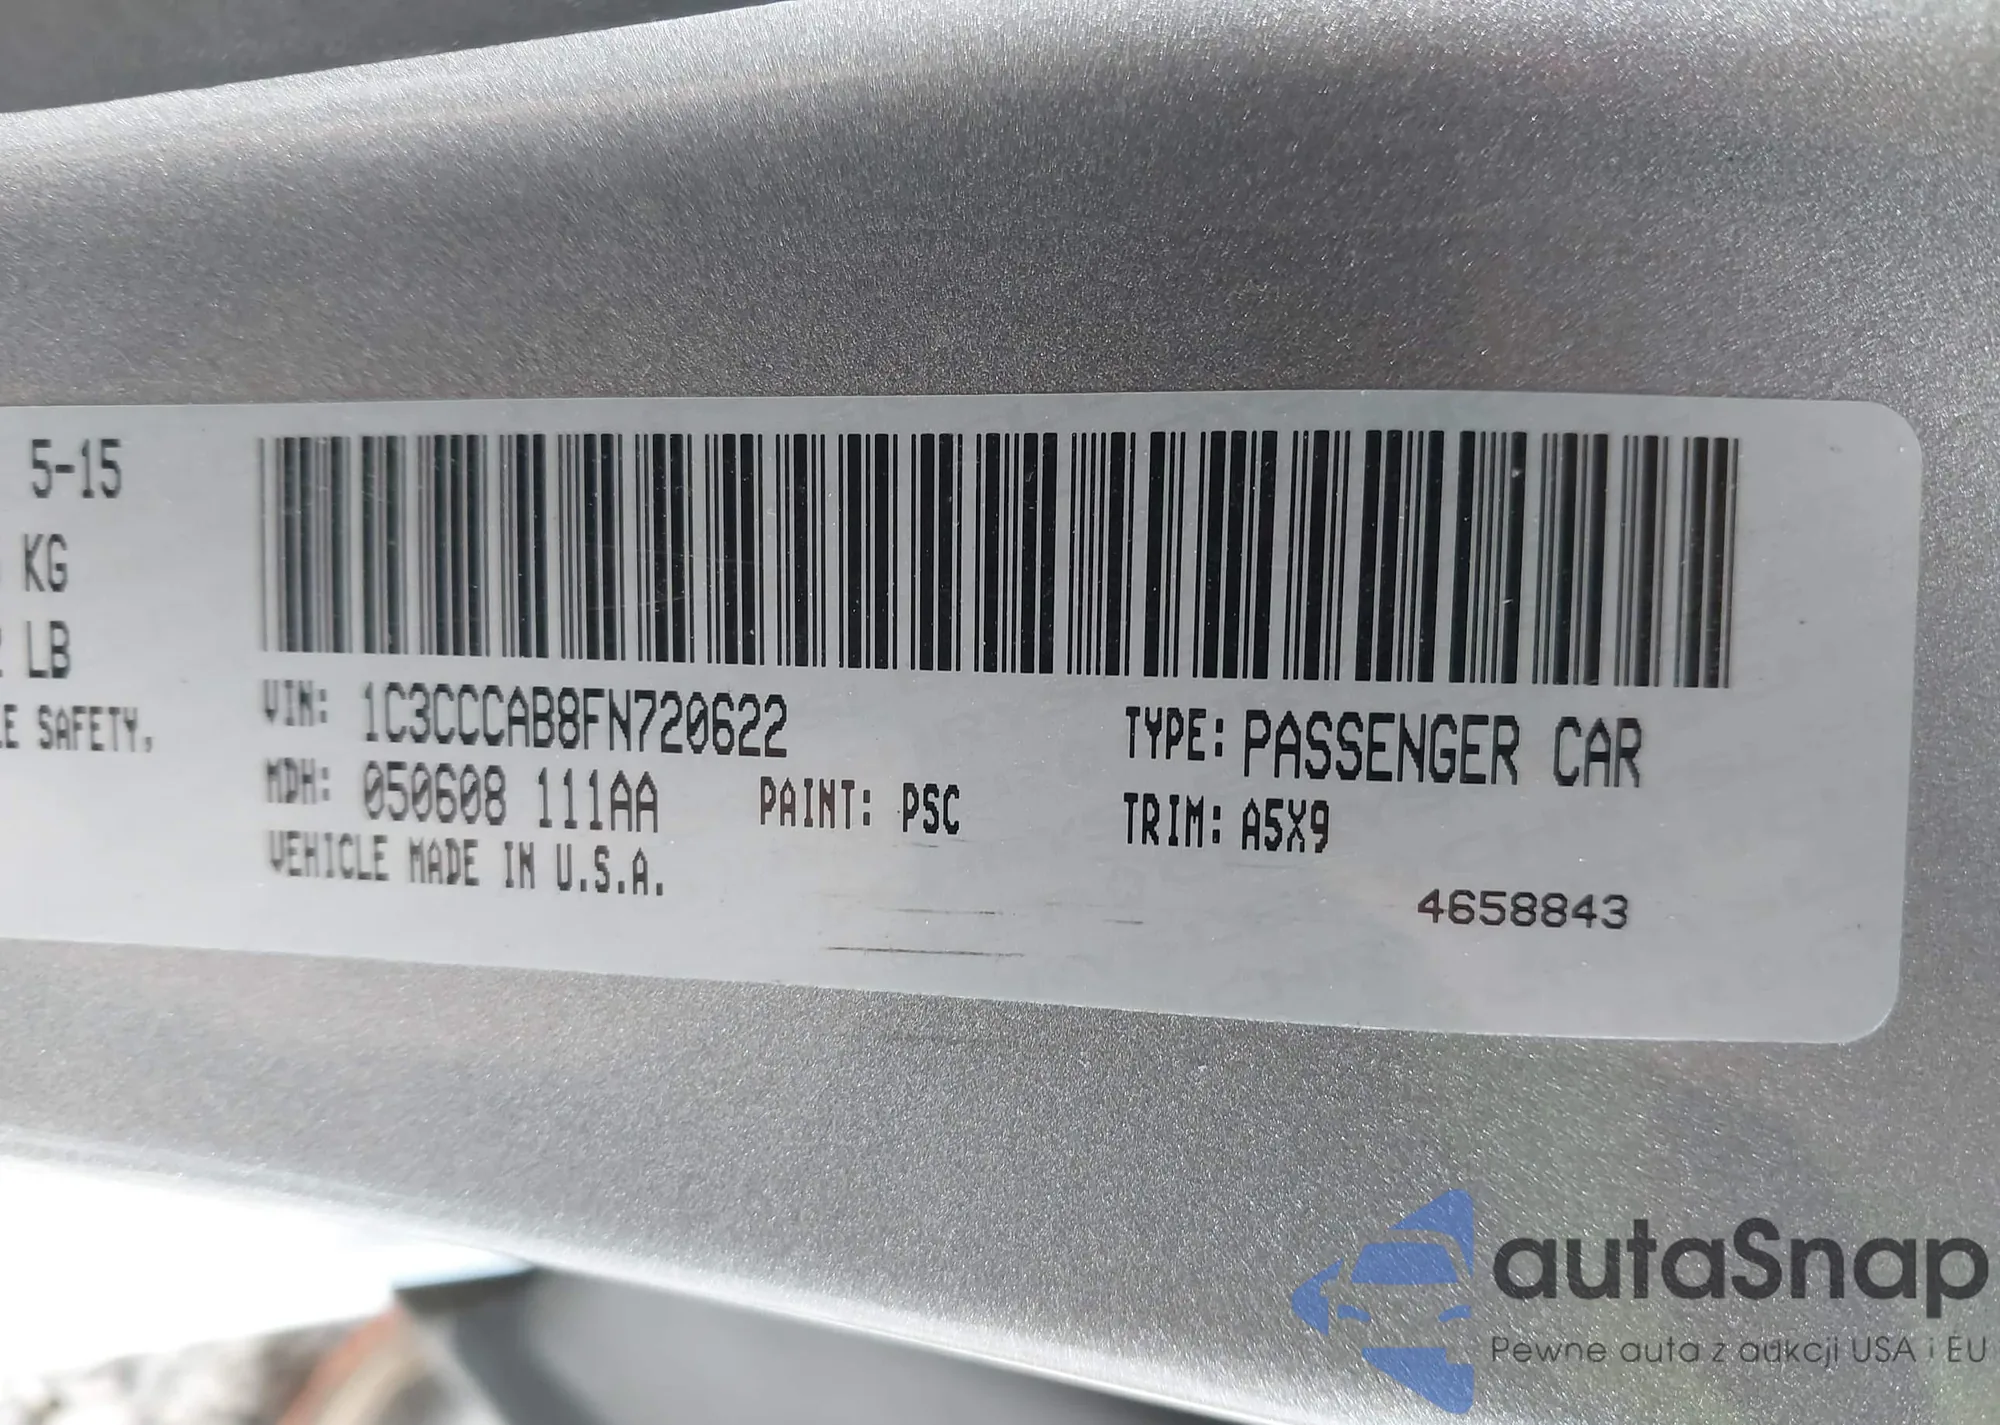 5-15
KG
LB
E SAFETY,
VIN: 1C3CCCAB8FN720622
TYPE: PASSENGER CAR
MDH: 050608 111AA PAINT: PSC
TRIM: A5X9
VEHICLE MADE IN U.S.A.
4658843
autaSnap
Pewne auta z aukcji USA i EU